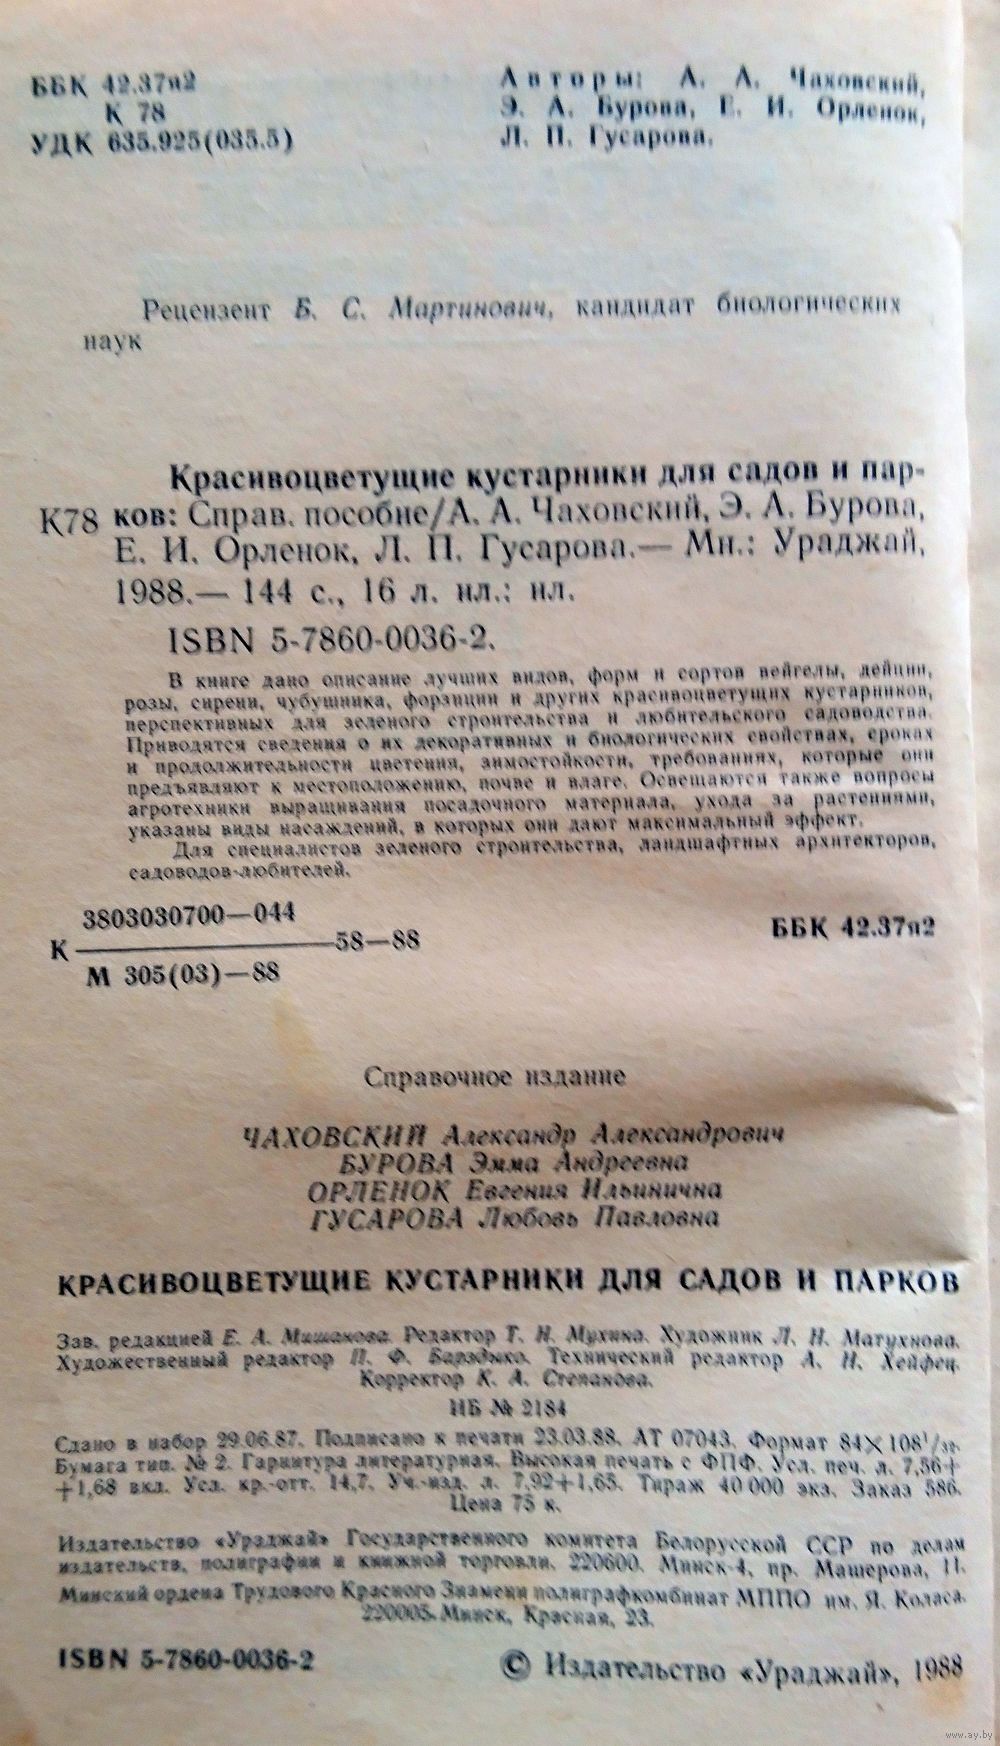 ББК 42.37я2
К 78
УДК 635.925(035.5)
Авторы: А. А. Чаховский,
Э. А. Бурова, Е. И. Орленок,
Л. П. Гусарова.
Рецензент Б. С. Мартинович, кандидат биологических
наук
Красивоцветущие кустарники для садов и пар-
К78 ков: Справ. пособие/А. А. Чаховский, Э. А. Бурова,
Е. И. Орленок, Л. П. Гусарова.— Мн.: Ураджай,
1988.— 144 с., 16 л. ил.: ил.
ISBN 5-7860-0036-2.
В книге дано описание лучших видов, форм и сортов вейгелы, дейции,
розы, сирени, чубушника, форзиции и других красивоцветущих кустарников,
перспективных для зеленого строительства и любительского садоводства.
Приводятся сведения о их декоративных и биологических свойствах, сроках
и продолжительности цветения, зимостойкости, требованиях, которые они
предъявляют к местоположению, почве и влаге. Освещаются также вопросы
агротехники выращивания посадочного материала, ухода за растениями,
указаны виды насаждений, в которых они дают максимальный эффект.
Для специалистов зеленого строительства, ландшафтных архитекторов,
садоводов-любителей.
3803030700—044
К ——— 58—88
М 305(03)—88
ББК 42.37я2
Справочное издание
ЧАХОВСКИЙ Александр Александрович
БУРОВА Эмма Андреевна
ОРЛЕНОК Евгения Ильинична
ГУСАРОВА Любовь Павловна
КРАСИВОЦВЕТУЩИЕ КУСТАРНИКИ ДЛЯ САДОВ И ПАРКОВ
Зав. редакцией Е. А. Мишакова. Редактор Т. Н. Мухина. Художник Л. Н. Матухнова.
Художественный редактор П. Ф. Барздыко. Технический редактор А. Н. Хейфец.
Корректор К. А. Степанова.
ИБ № 2184
Сдано в набор 29.06.87. Подписано к печати 23.03.88. АТ 07043. Формат 84×108¹/₃₂.
Бумага тип. № 2. Гарнитура литературная. Высокая печать с ФПФ. Усл. печ. л. 7,56+
+1,68 вкл. Усл. кр.-отт. 14,7. Уч.-изд. л. 7,92+1,65. Тираж 40 000 экз. Заказ 586.
Цена 75 к.
Издательство «Ураджай» Государственного комитета Белорусской ССР по делам
издательств, полиграфии и книжной торговли. 220600. Минск-4, пр. Машерова, 11.
Минский ордена Трудового Красного Знамени полиграфкомбинат МППО им. Я. Коласа.
220005. Минск, Красная, 23.
ISBN 5-7860-0036-2
© Издательство «Ураджай», 1988
www.ay.by